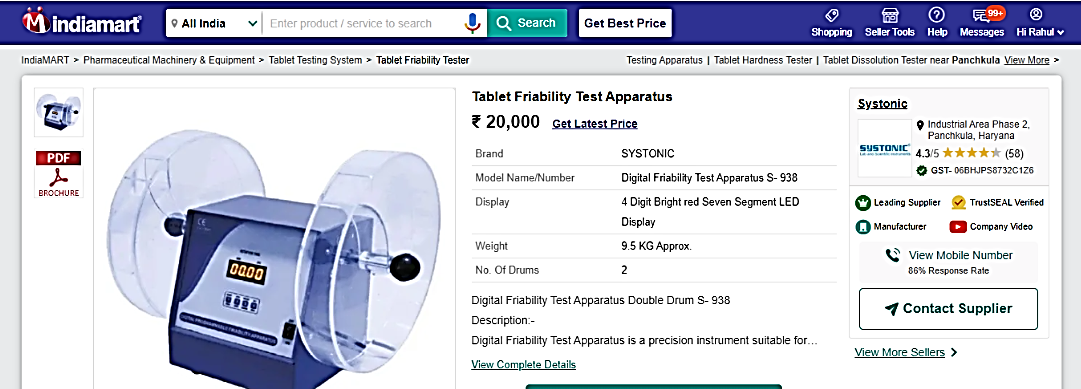 indiamart
All India
Enter product / service to search
Search
Get Best Price
Shopping
Seller Tools
Help
99+
Messages
Hi Rahul
IndiaMART > Pharmaceutical Machinery & Equipment > Tablet Testing System > Tablet Friability Tester
Testing Apparatus | Tablet Hardness Tester | Tablet Dissolution Tester near Panchkula View More >
PDF
BROCHURE
CE
00.00
Tablet Friability Test Apparatus
₹ 20,000 Get Latest Price
Brand SYSTONIC
Model Name/Number Digital Friability Test Apparatus S- 938
Display 4 Digit Bright red Seven Segment LED
Display
Weight 9.5 KG Approx.
No. Of Drums 2
Digital Friability Test Apparatus Double Drum S- 938
Description:-
Digital Friability Test Apparatus is a precision instrument suitable for...
View Complete Details
Systonic
SYSTONIC
Industrial Area Phase 2,
Panchkula, Haryana
4.3/5 ★★★★★ (58)
GST- 06BHJPS8732C1Z6
Leading Supplier TrustSEAL Verified
Manufacturer Company Video
View Mobile Number
86% Response Rate
Contact Supplier
View More Sellers >